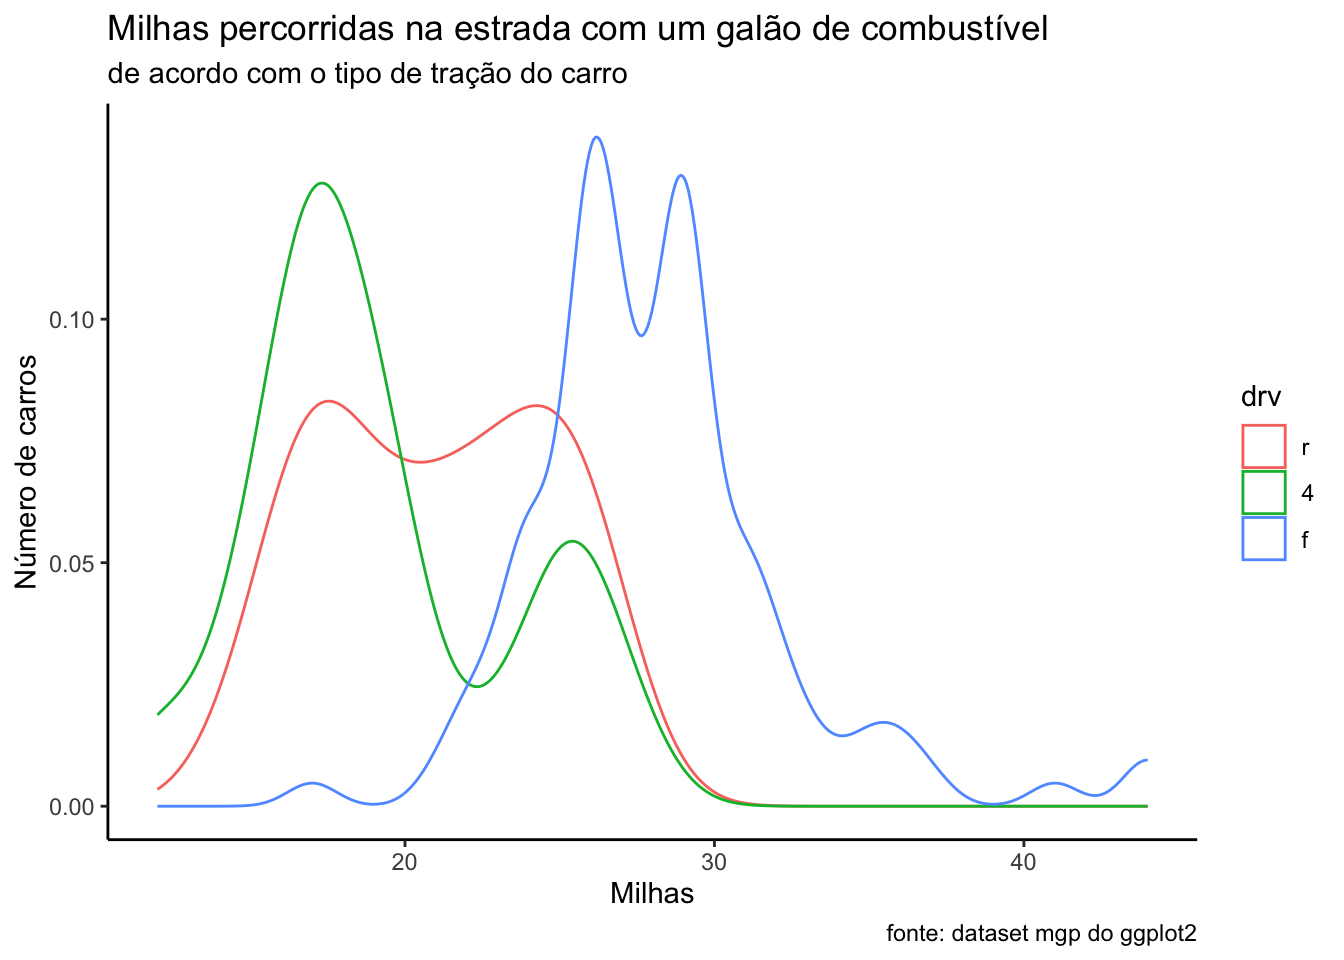 Milhas percorridas na estrada com um galão de combustível
de acordo com o tipo de tração do carro
Número de carros
0.10
0.05
0.00
20
30
40
Milhas
drv
r
4
f
fonte: dataset mgp do ggplot2